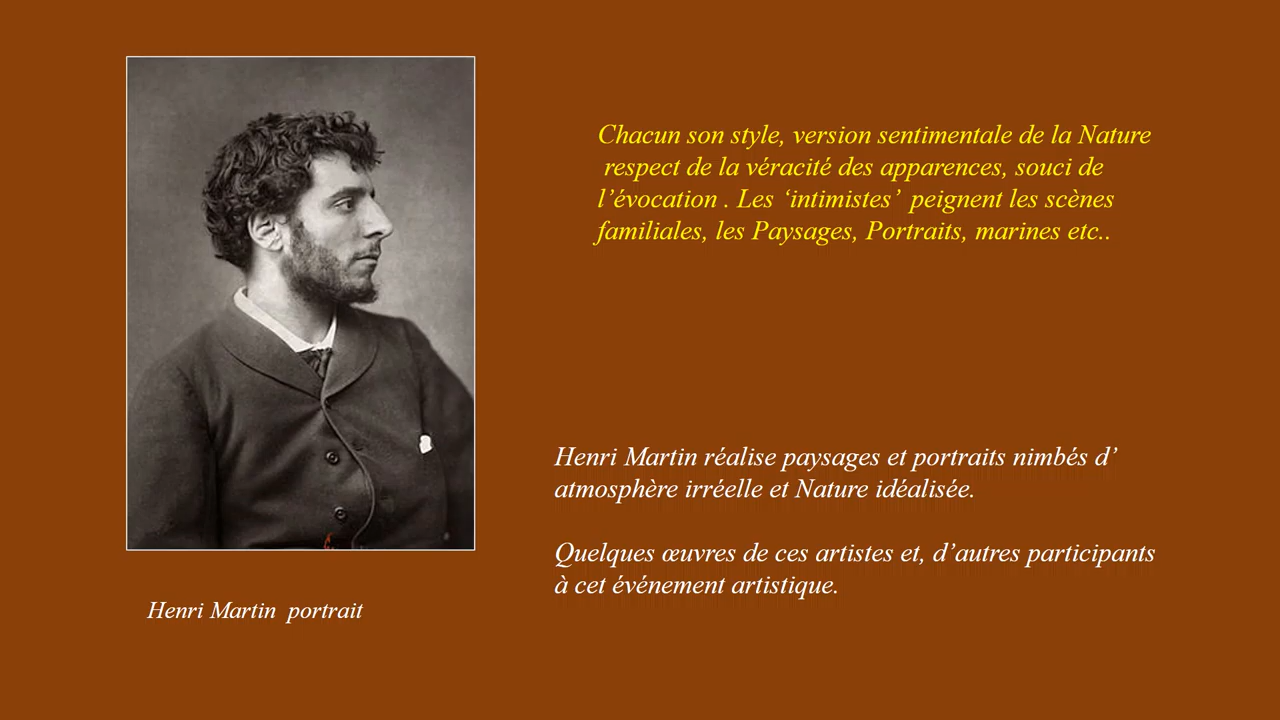 Chacun son style, version sentimentale de la Nature
respect de la véracité des apparences, souci de
l’évocation . Les ‘intimistes’ peignent les scènes
familiales, les Paysages, Portraits, marines etc..
Henri Martin réalise paysages et portraits nimbés d’
atmosphère irréelle et Nature idéalisée.
Quelques œuvres de ces artistes et, d’autres participants
à cet événement artistique.
Henri Martin portrait